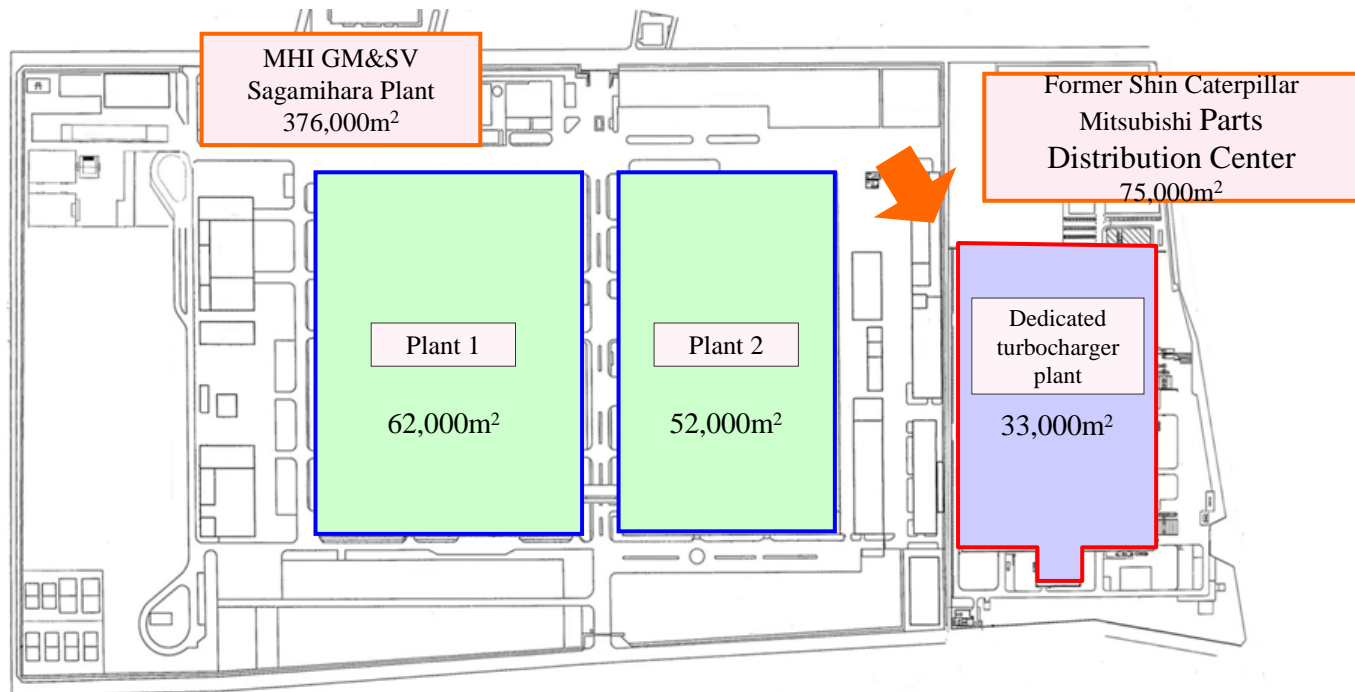 MHI GM&SV
Sagamihara Plant
376,000m²
Former Shin Caterpillar
Mitsubishi Parts
Distribution Center
75,000m²
Plant 1
62,000m²
Plant 2
52,000m²
Dedicated
turbocharger
plant
33,000m²